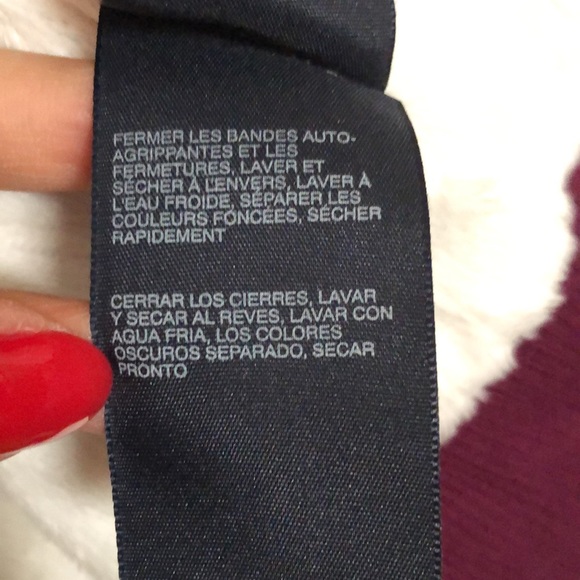 FERMER LES BANDES AUTO-
AGRIPPANTES ET LES
FERMETURES, LAVER ET
SÉCHER À L'ENVERS, LAVER À
L'EAU FROIDE, SÉPARER LES
COULEURS FONCÉES, SÉCHER
RAPIDEMENT
CERRAR LOS CIERRES, LAVAR
Y SECAR AL REVES, LAVAR CON
AGUA FRIA, LOS COLORES
OSCUROS SEPARADO, SECAR
PRONTO